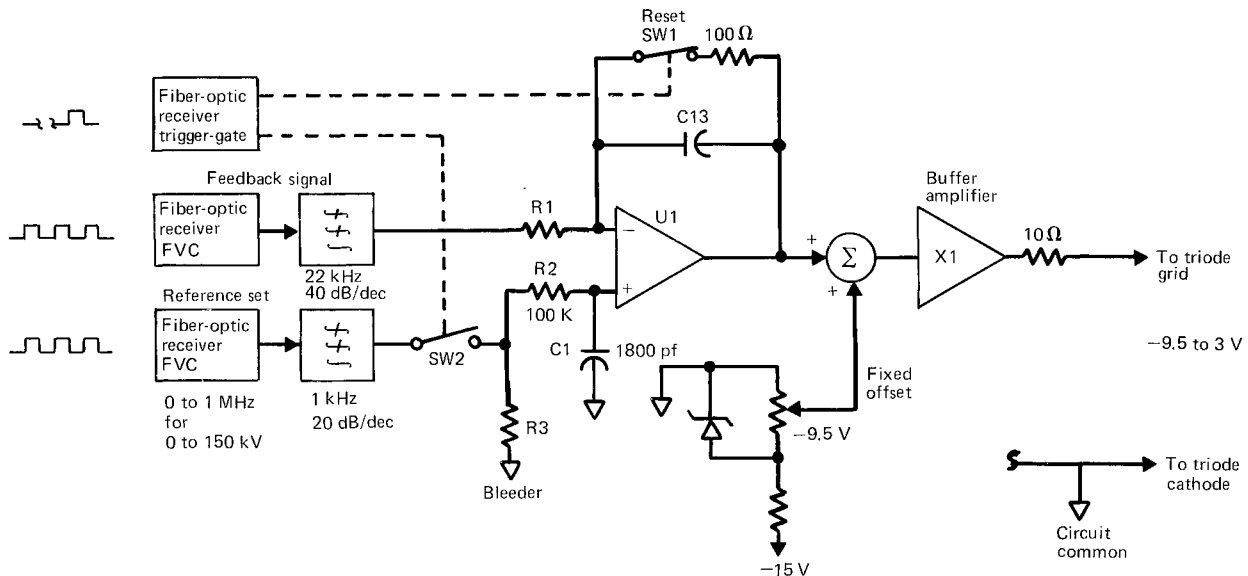 Reset
SW1
100 Ω
Fiber-optic
receiver
trigger-gate
C13
Feedback signal
Fiber-optic
receiver
FVC
22 kHz
40 dB/dec
R1
U1
−
+
R2
100 K
C1
1800 pf
Reference set
Fiber-optic
receiver
FVC
0 to 1 MHz
for
0 to 150 kV
1 kHz
20 dB/dec
SW2
R3
Bleeder
+
Σ
+
Buffer
amplifier
X1
10 Ω
To triode
grid
−9.5 to 3 V
Fixed
offset
−9.5 V
−15 V
To triode
cathode
Circuit
common